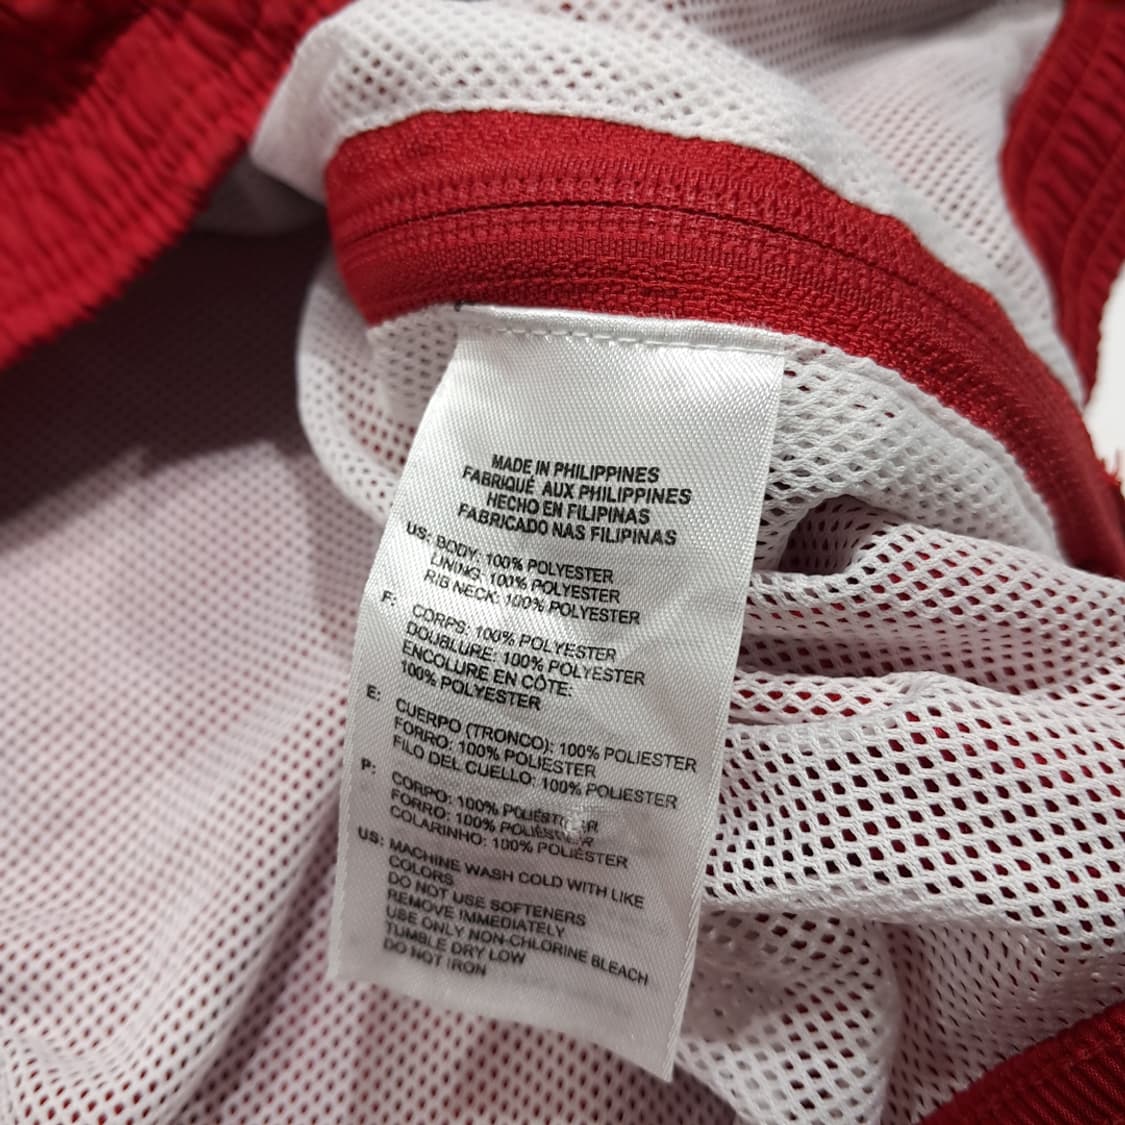 MADE IN PHILIPPINES
FABRIQUÉ AUX PHILIPPINES
HECHO EN FILIPINAS
FABRICADO NAS FILIPINAS
US: BODY: 100% POLYESTER
LINING: 100% POLYESTER
RIB NECK: 100% POLYESTER
F: CORPS: 100% POLYESTER
DOUBLURE: 100% POLYESTER
ENCOLURE EN CÔTE:
100% POLYESTER
E: CUERPO (TRONCO): 100% POLIESTER
FORRO: 100% POLIESTER
FILO DEL CUELLO: 100% POLIESTER
P: CORPO: 100% POLIÉSTER
FORRO: 100% POLIÉSTER
COLARINHO: 100% POLIÉSTER
US: MACHINE WASH COLD WITH LIKE
COLORS
DO NOT USE SOFTENERS
REMOVE IMMEDIATELY
USE ONLY NON-CHLORINE BLEACH
TUMBLE DRY LOW
DO NOT IRON